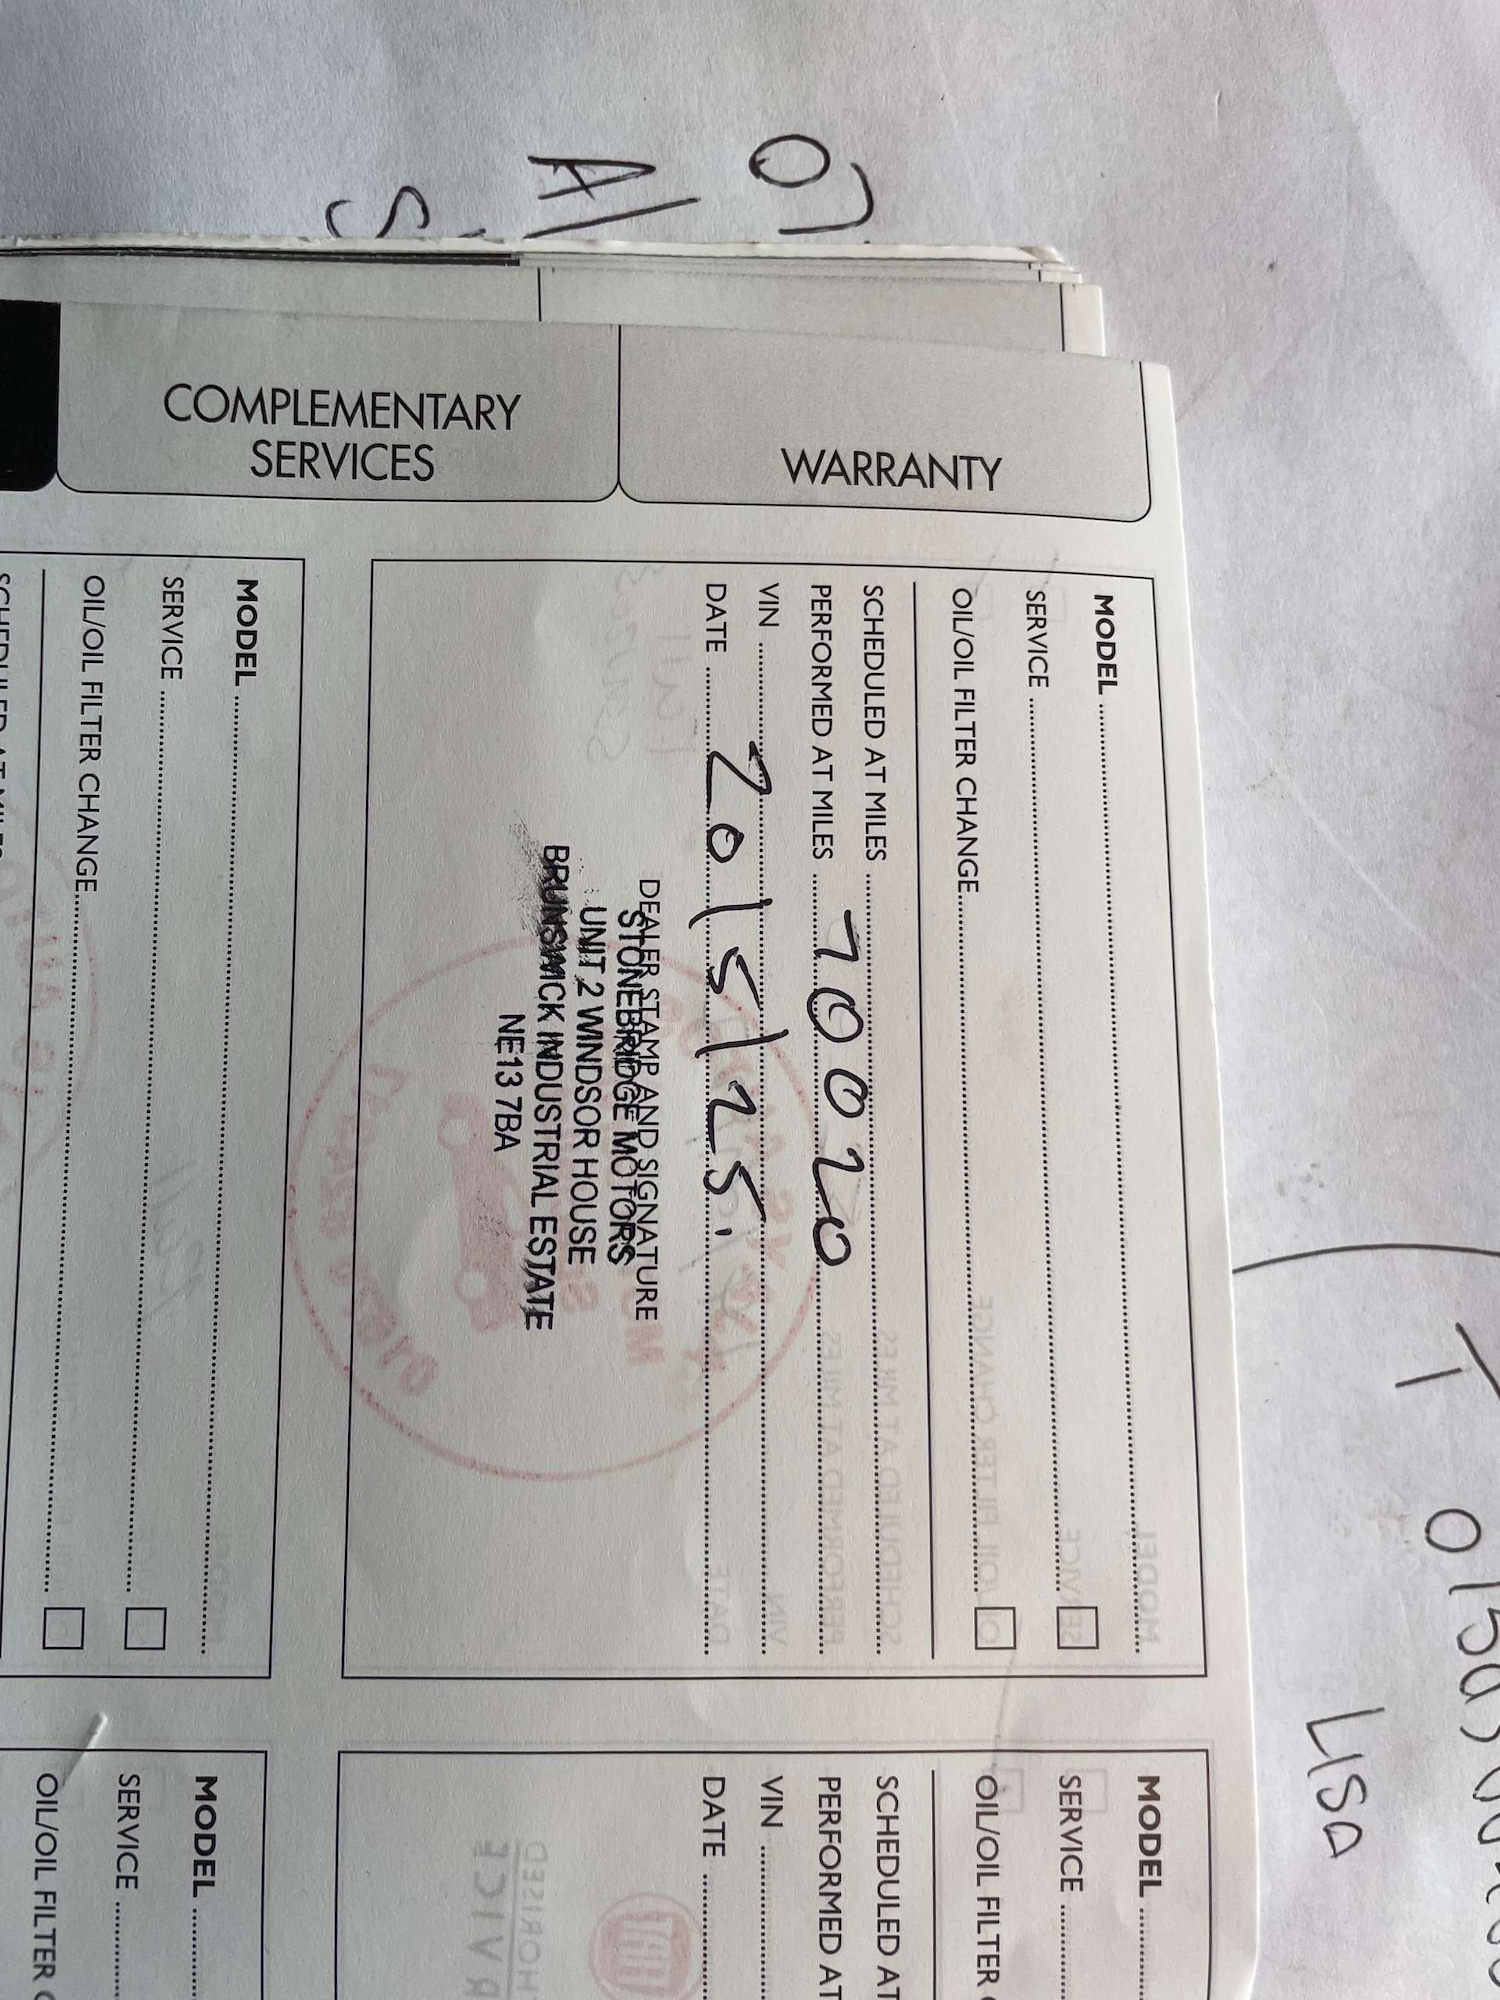 COMPLEMENTARY
SERVICES
WARRANTY
MODEL
SERVICE
OIL/OIL FILTER CHANGE
SCHEDULED AT MILES
PERFORMED AT MILES 70020
VIN
DATE 20/5/25.
DEALER STAMP AND SIGNATURE
STONEBRIDGE MOTORS
UNIT 2 WINDSOR HOUSE
BRUNSWICK INDUSTRIAL ESTATE
NE13 7BA
MODEL
SERVICE
OIL/OIL FILTER
SCHEDULED AT
PERFORMED AT
VIN
DATE
MODEL
SERVICE
OIL/OIL FILTER CHANGE
SCHEDULED AT MILES
MODEL
SERVICE
OIL/OIL FILTER
LISA